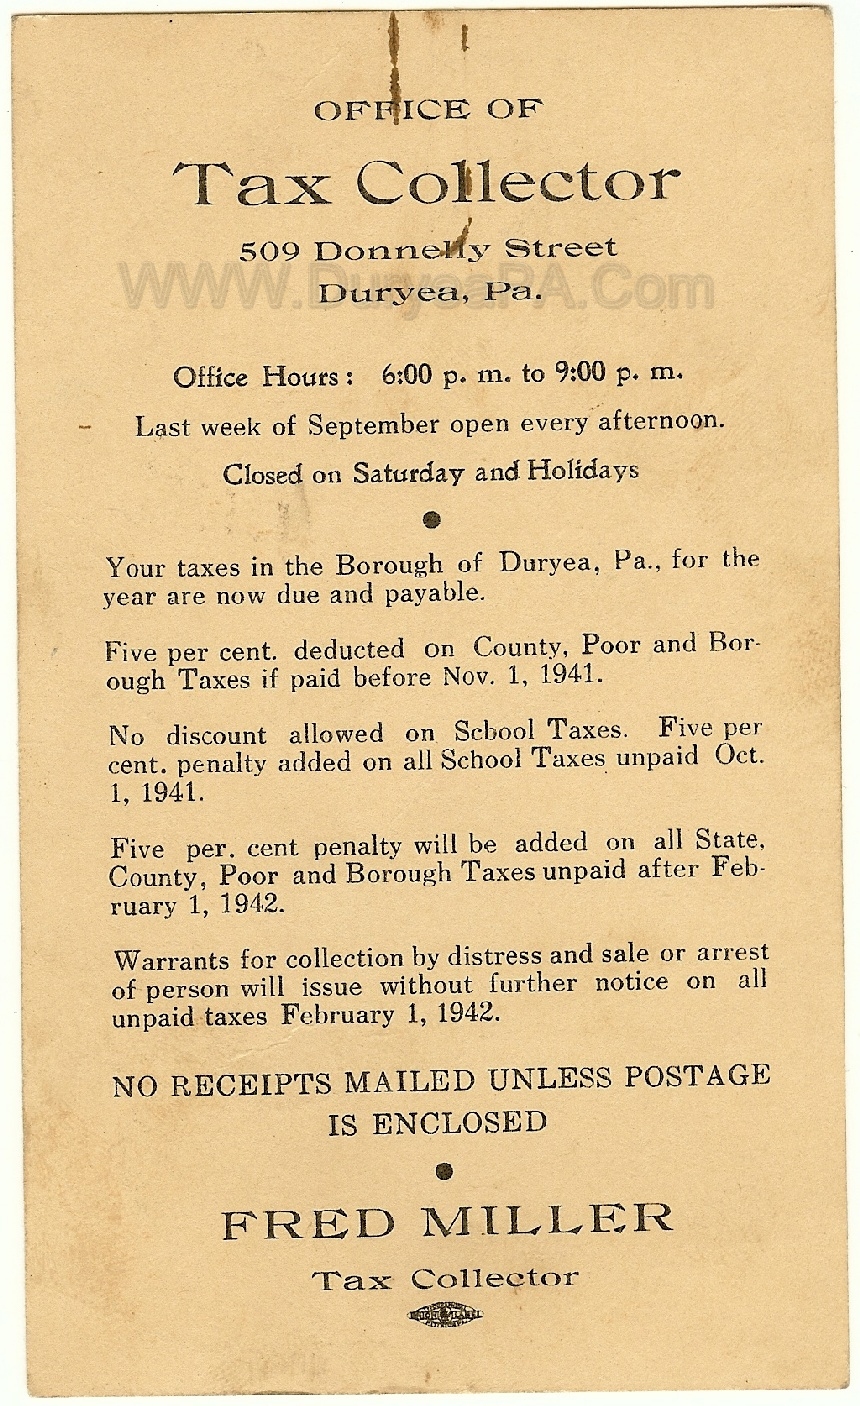 OFFICE OF
Tax Collector
509 Donnelly Street
WWW.DuryeaPA.Com
Duryea, Pa.
Office Hours: 6:00 p. m. to 9:00 p. m.
Last week of September open every afternoon.
Closed on Saturday and Holidays
Your taxes in the Borough of Duryea, Pa., for the
year are now due and payable.
Five per cent. deducted on County, Poor and Bor-
ough Taxes if paid before Nov. 1, 1941.
No discount allowed on School Taxes. Five per
cent. penalty added on all School Taxes unpaid Oct.
1, 1941.
Five per. cent penalty will be added on all State,
County, Poor and Borough Taxes unpaid after Feb-
ruary 1, 1942.
Warrants for collection by distress and sale or arrest
of person will issue without further notice on all
unpaid taxes February 1, 1942.
NO RECEIPTS MAILED UNLESS POSTAGE
IS ENCLOSED
FRED MILLER
Tax Collector